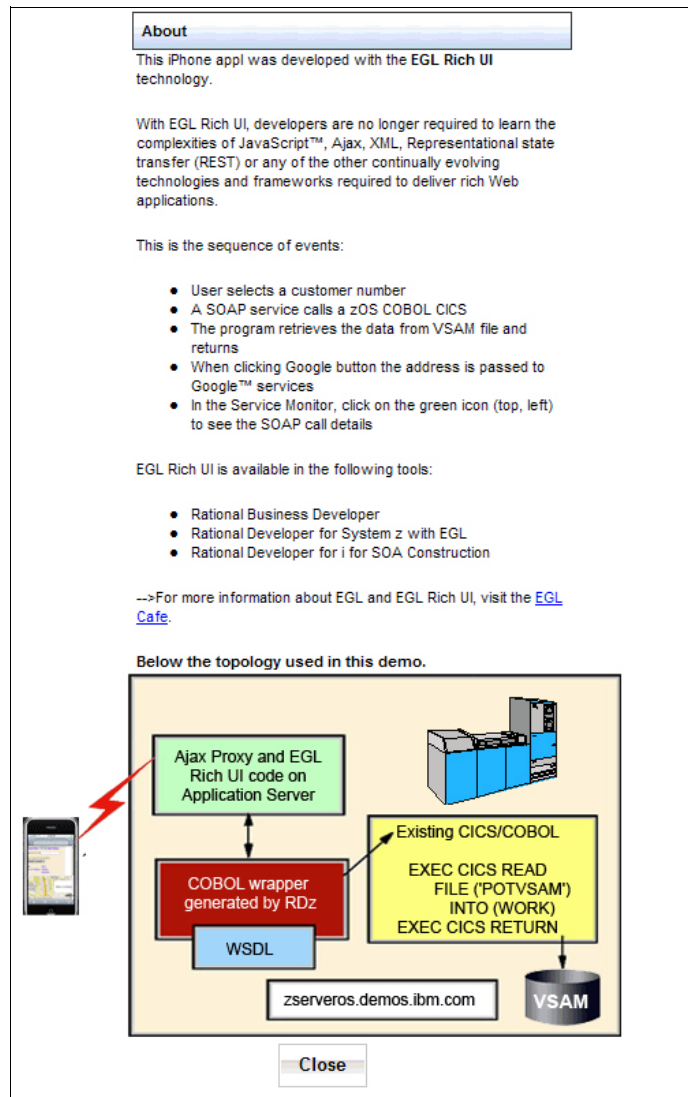 About
This iPhone appl was developed with the EGL Rich UI
technology.
With EGL Rich UI, developers are no longer required to learn the
complexities of JavaScript™, Ajax, XML, Representational state
transfer (REST) or any of the other continually evolving
technologies and frameworks required to deliver rich Web
applications.
This is the sequence of events:
● User selects a customer number
● A SOAP service calls a zOS COBOL CICS
● The program retrieves the data from VSAM file and
returns
● When clicking Google button the address is passed to
Google™ services
● In the Service Monitor, click on the green icon (top, left)
to see the SOAP call details
EGL Rich UI is available in the following tools:
● Rational Business Developer
● Rational Developer for System z with EGL
● Rational Developer for i for SOA Construction
-->For more information about EGL and EGL Rich UI, visit the EGL
Cafe.
Below the topology used in this demo.
Ajax Proxy and EGL
Rich UI code on
Application Server
COBOL wrapper
generated by RDz
WSDL
Existing CICS/COBOL
EXEC CICS READ
FILE ('POTVSAM')
INTO (WORK)
EXEC CICS RETURN
zserveros.demos.ibm.com
VSAM
Close